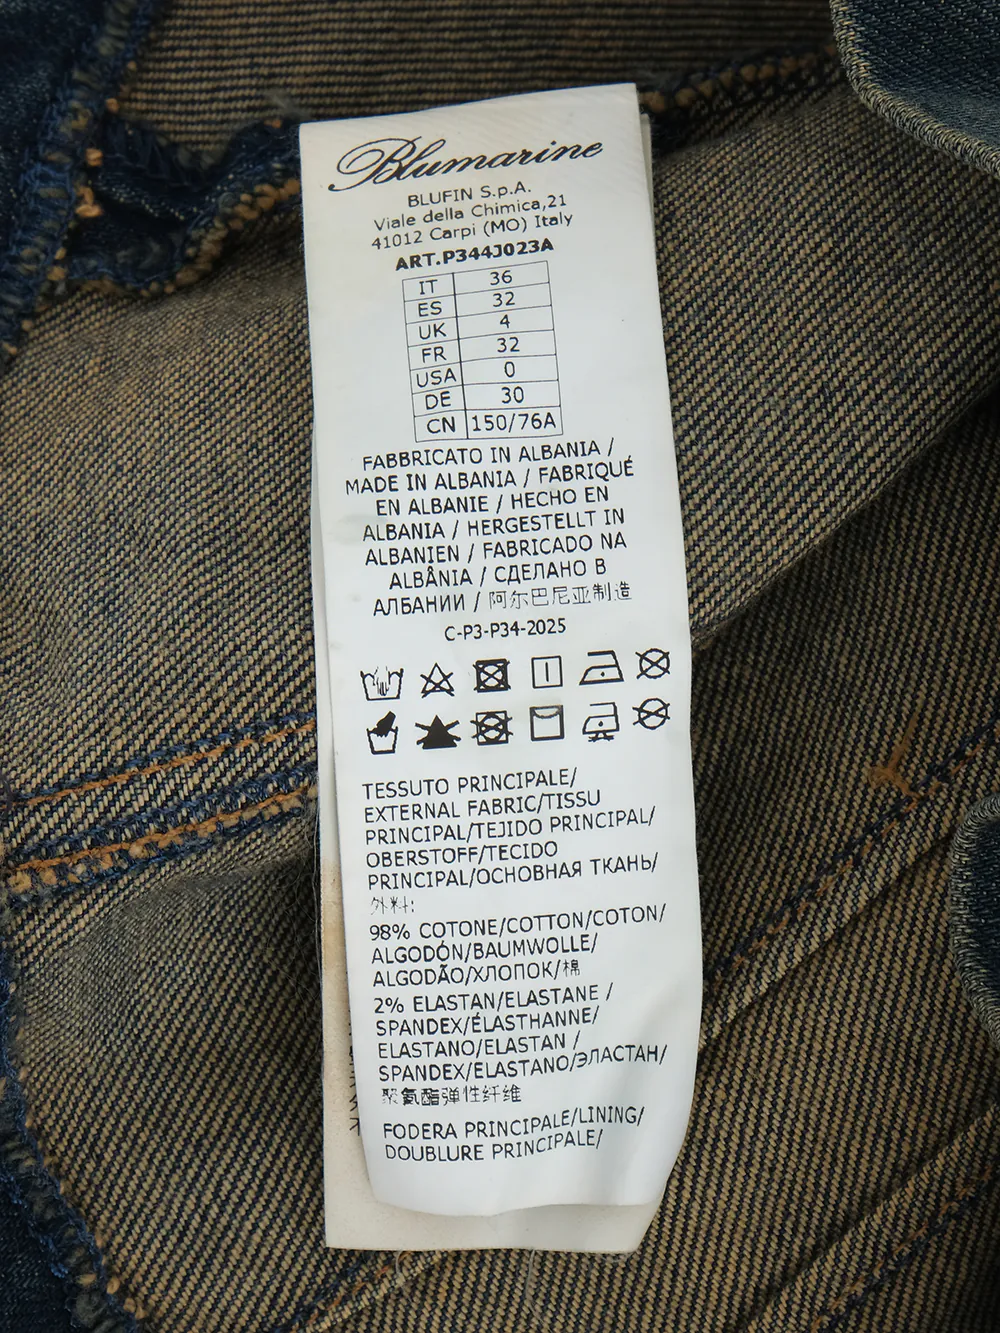 Blumarine
BLUFIN S.p.A.
Viale della Chimica,21
41012 Carpi (MO) Italy
ART.P344J023A
IT 36
ES 32
UK 4
FR 32
USA 0
DE 30
CN 150/76A
FABBRICATO IN ALBANIA /
MADE IN ALBANIA / FABRIQUÉ
EN ALBANIE / HECHO EN
ALBANIA / HERGESTELLT IN
ALBANIEN / FABRICADO NA
ALBÂNIA / СДЕЛАНО В
АЛБАНИИ / 阿尔巴尼亚制造
C-P3-P34-2025
TESSUTO PRINCIPALE/
EXTERNAL FABRIC/TISSU
PRINCIPAL/TEJIDO PRINCIPAL/
OBERSTOFF/TECIDO
PRINCIPAL/ОСНОВНАЯ ТКАНЬ/
外料:
98% COTONE/COTTON/COTON/
ALGODÓN/BAUMWOLLE/
ALGODÃO/ХЛОПОК/棉
2% ELASTAN/ELASTANE /
SPANDEX/ÉLASTHANNE/
ELASTANO/ELASTAN /
SPANDEX/ELASTANO/ЭЛАСТАН/
聚氨酯弹性纤维
FODERA PRINCIPALE/LINING/
DOUBLURE PRINCIPALE/